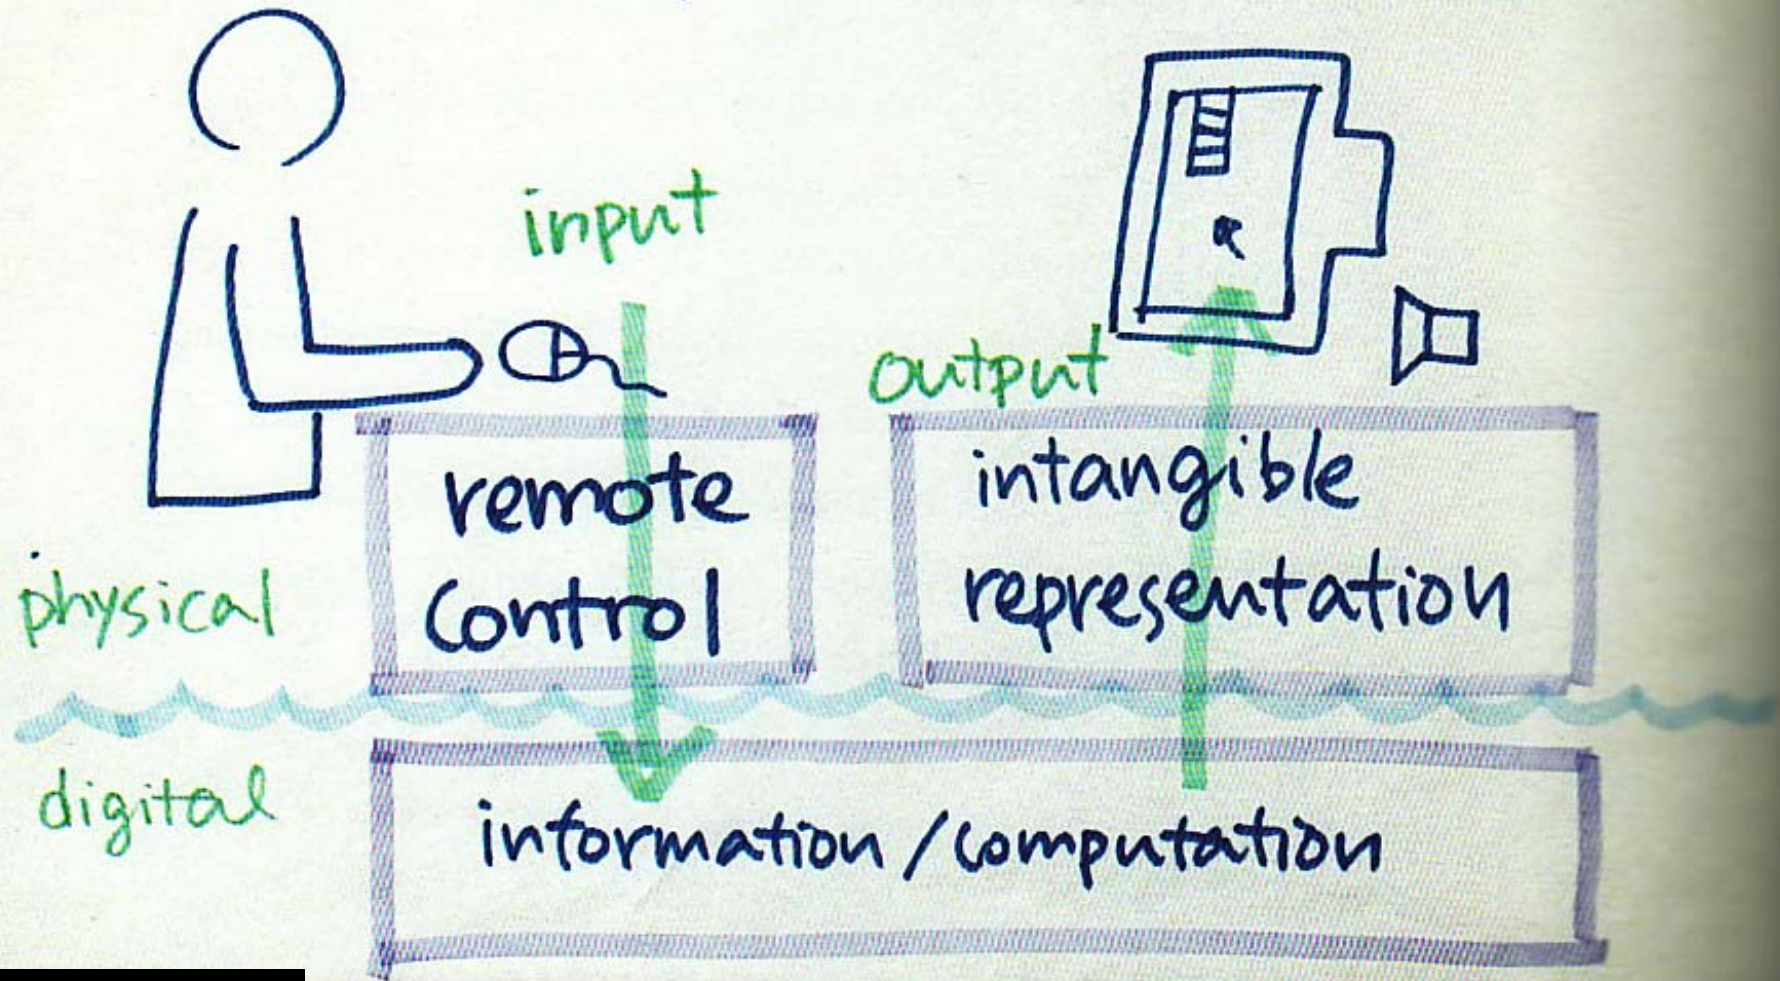 input
output
remote
control
intangible
representation
physical
digital
information/computation